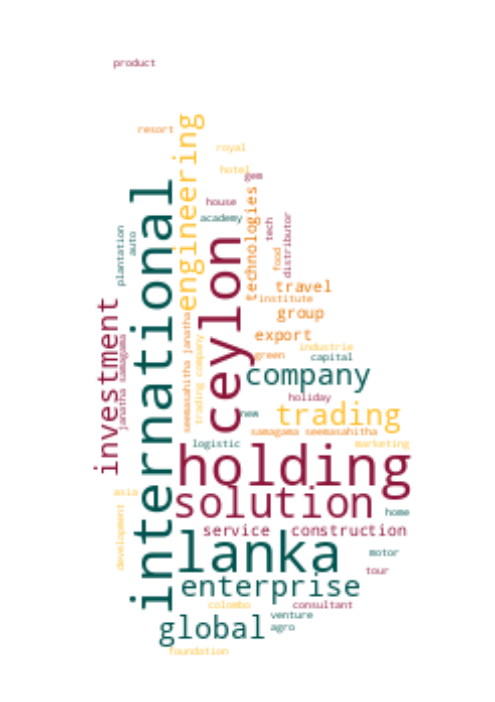 product
resort
engineering
royal
hotel
gem
international
technologies
house
academy
tech
distributor
plantation
auto
ceylon
food
travel
institute
investment
group
seemasahitha janatha
janatha samagama
trading company
export
industrie
green
capital
company
holiday
new
trading
samagama seemasahitha
logistic
marketing
holding
solution
asia
home
development
service
construction
lanka
motor
tour
enterprise
colombo
consultant
venture
global
agro
foundation